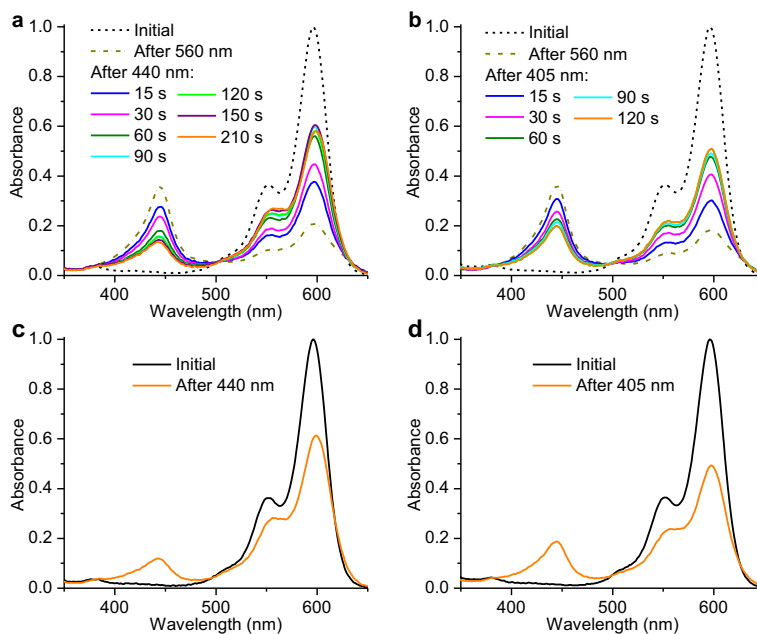 a
Initial
After 560 nm
After 440 nm:
15 s
120 s
30 s
150 s
60 s
210 s
90 s
1.0
0.8
0.6
0.4
0.2
0.0
Absorbance
400
500
600
Wavelength (nm)
b
Initial
After 560 nm
After 405 nm:
15 s
90 s
30 s
120 s
60 s
1.0
0.8
0.6
0.4
0.2
0.0
Absorbance
400
500
600
Wavelength (nm)
c
Initial
After 440 nm
1.0
0.8
0.6
0.4
0.2
0.0
Absorbance
400
500
600
Wavelength (nm)
d
Initial
After 405 nm
1.0
0.8
0.6
0.4
0.2
0.0
Absorbance
400
500
600
Wavelength (nm)